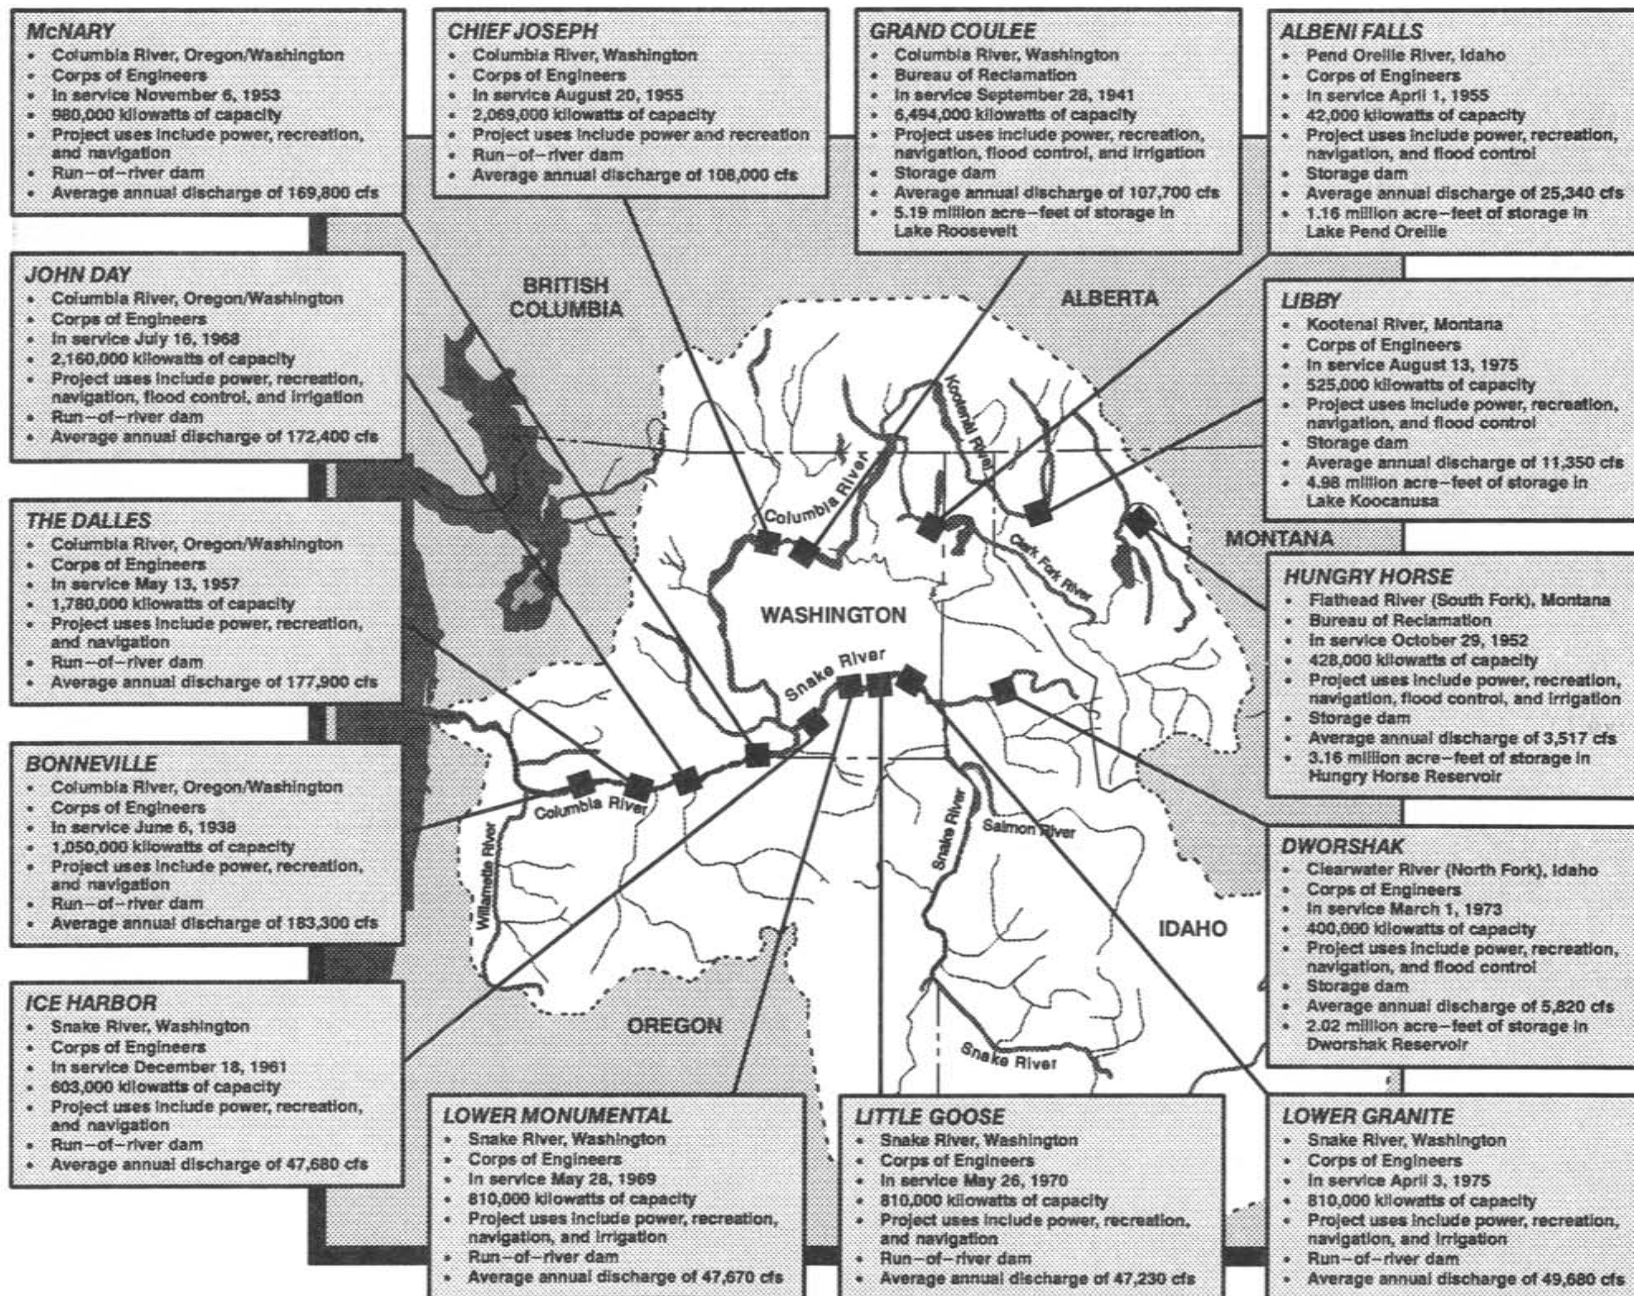 McNARY
• Columbia River, Oregon/Washington
• Corps of Engineers
• In service November 6, 1953
• 980,000 kilowatts of capacity
• Project uses include power, recreation,
and navigation
• Run-of-river dam
• Average annual discharge of 169,800 cfs
CHIEF JOSEPH
• Columbia River, Washington
• Corps of Engineers
• In service August 20, 1955
• 2,069,000 kilowatts of capacity
• Project uses include power and recreation
• Run-of-river dam
• Average annual discharge of 108,000 cfs
GRAND COULEE
• Columbia River, Washington
• Bureau of Reclamation
• In service September 28, 1941
• 6,494,000 kilowatts of capacity
• Project uses include power, recreation,
navigation, flood control, and irrigation
• Storage dam
• Average annual discharge of 107,700 cfs
• 5.19 million acre-feet of storage in
Lake Roosevelt
ALBENI FALLS
• Pend Oreille River, Idaho
• Corps of Engineers
• In service April 1, 1955
• 42,000 kilowatts of capacity
• Project uses include power, recreation,
navigation, and flood control
• Storage dam
• Average annual discharge of 25,340 cfs
• 1.16 million acre-feet of storage in
Lake Pend Oreille
JOHN DAY
• Columbia River, Oregon/Washington
• Corps of Engineers
• In service July 16, 1968
• 2,160,000 kilowatts of capacity
• Project uses include power, recreation,
navigation, flood control, and irrigation
• Run-of-river dam
• Average annual discharge of 172,400 cfs
LIBBY
• Kootenai River, Montana
• Corps of Engineers
• In service August 13, 1975
• 525,000 kilowatts of capacity
• Project uses include power, recreation,
navigation, and flood control
• Storage dam
• Average annual discharge of 11,350 cfs
• 4.98 million acre-feet of storage in
Lake Koocanusa
THE DALLES
• Columbia River, Oregon/Washington
• Corps of Engineers
• In service May 13, 1957
• 1,780,000 kilowatts of capacity
• Project uses include power, recreation,
and navigation
• Run-of-river dam
• Average annual discharge of 177,900 cfs
HUNGRY HORSE
• Flathead River (South Fork), Montana
• Bureau of Reclamation
• In service October 29, 1952
• 428,000 kilowatts of capacity
• Project uses include power, recreation,
navigation, flood control, and irrigation
• Storage dam
• Average annual discharge of 3,517 cfs
• 3.16 million acre-feet of storage in
Hungry Horse Reservoir
BONNEVILLE
• Columbia River, Oregon/Washington
• Corps of Engineers
• In service June 6, 1938
• 1,050,000 kilowatts of capacity
• Project uses include power, recreation,
and navigation
• Run-of-river dam
• Average annual discharge of 183,300 cfs
DWORSHAK
• Clearwater River (North Fork), Idaho
• Corps of Engineers
• In service March 1, 1973
• 400,000 kilowatts of capacity
• Project uses include power, recreation,
navigation, and flood control
• Storage dam
• Average annual discharge of 5,820 cfs
• 2.02 million acre-feet of storage in
Dworshak Reservoir
ICE HARBOR
• Snake River, Washington
• Corps of Engineers
• In service December 18, 1961
• 603,000 kilowatts of capacity
• Project uses include power, recreation,
and navigation
• Run-of-river dam
• Average annual discharge of 47,680 cfs
LOWER MONUMENTAL
• Snake River, Washington
• Corps of Engineers
• In service May 28, 1969
• 810,000 kilowatts of capacity
• Project uses include power, recreation,
navigation, and irrigation
• Run-of-river dam
• Average annual discharge of 47,670 cfs
LITTLE GOOSE
• Snake River, Washington
• Corps of Engineers
• In service May 26, 1970
• 810,000 kilowatts of capacity
• Project uses include power, recreation,
and navigation
• Run-of-river dam
• Average annual discharge of 47,230 cfs
LOWER GRANITE
• Snake River, Washington
• Corps of Engineers
• In service April 3, 1975
• 810,000 kilowatts of capacity
• Project uses include power, recreation,
navigation, and irrigation
• Run-of-river dam
• Average annual discharge of 49,680 cfs
BRITISH
COLUMBIA
ALBERTA
Kootenai River
Columbia River
MONTANA
Clark Fork River
WASHINGTON
Snake River
Columbia River
Willamette River
Snake River
Salmon River
IDAHO
OREGON
Snake River